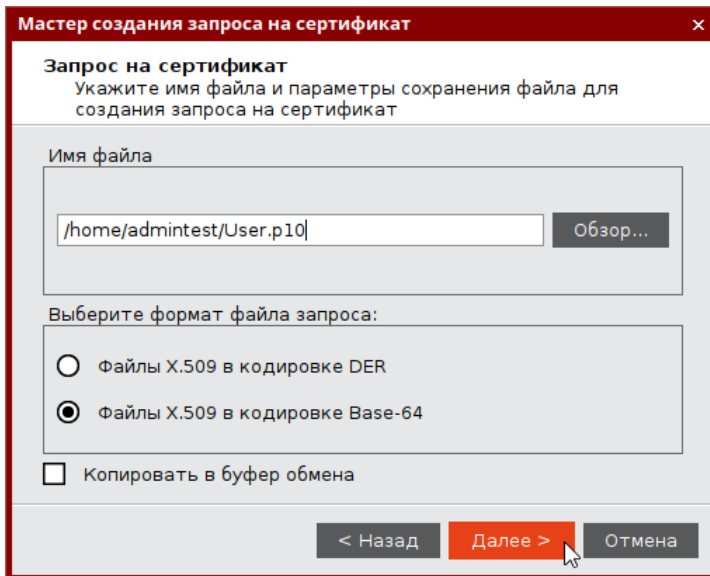 Мастер создания запроса на сертификат
Запрос на сертификат
Укажите имя файла и параметры сохранения файла для
создания запроса на сертификат
Имя файла
/home/admintest/User.p10
Обзор...
Выберите формат файла запроса:
Файлы X.509 в кодировке DER
Файлы X.509 в кодировке Base-64
Копировать в буфер обмена
< Назад
Далее >
Отмена